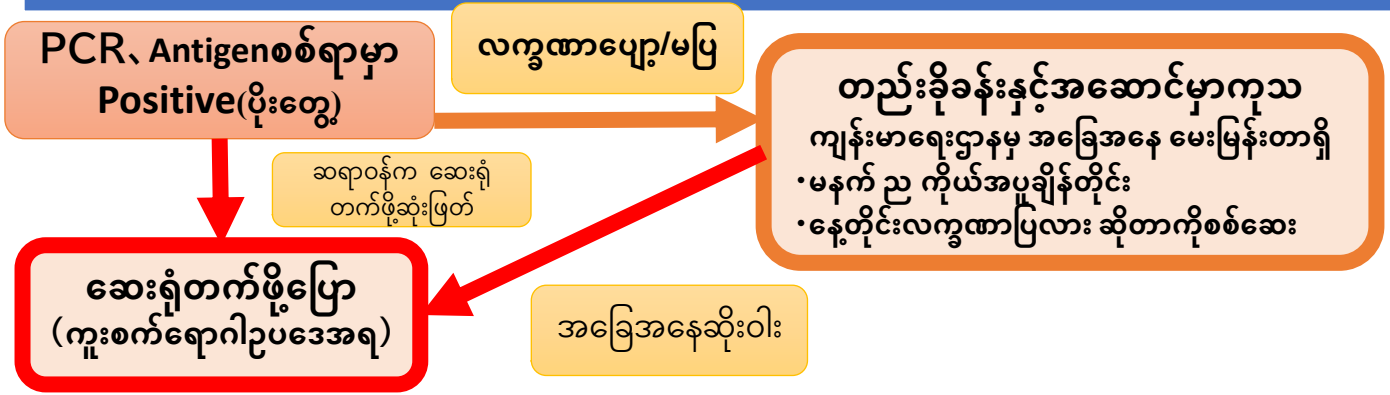 PCR、Antigenစစ်ရာမှာ
Positive(ပိုးတွေ့)
လက္ခဏာပျော့/မပြ
တည်းခိုခန်းနှင့်အဆောင်မှာကုသ
ကျန်းမာရေးဌာနမှ အခြေအနေ မေးမြန်းတာရှိ
・မနက် ည ကိုယ်အပူချိန်တိုင်း
・နေ့တိုင်းလက္ခဏာပြလား ဆိုတာကိုစစ်ဆေး
ဆရာဝန်က ဆေးရုံ
တက်ဖို့ဆုံးဖြတ်
ဆေးရုံတက်ဖို့ပြော
(ကူးစက်ရောဂါဥပဒေအရ)
အခြေအနေဆိုးဝါး